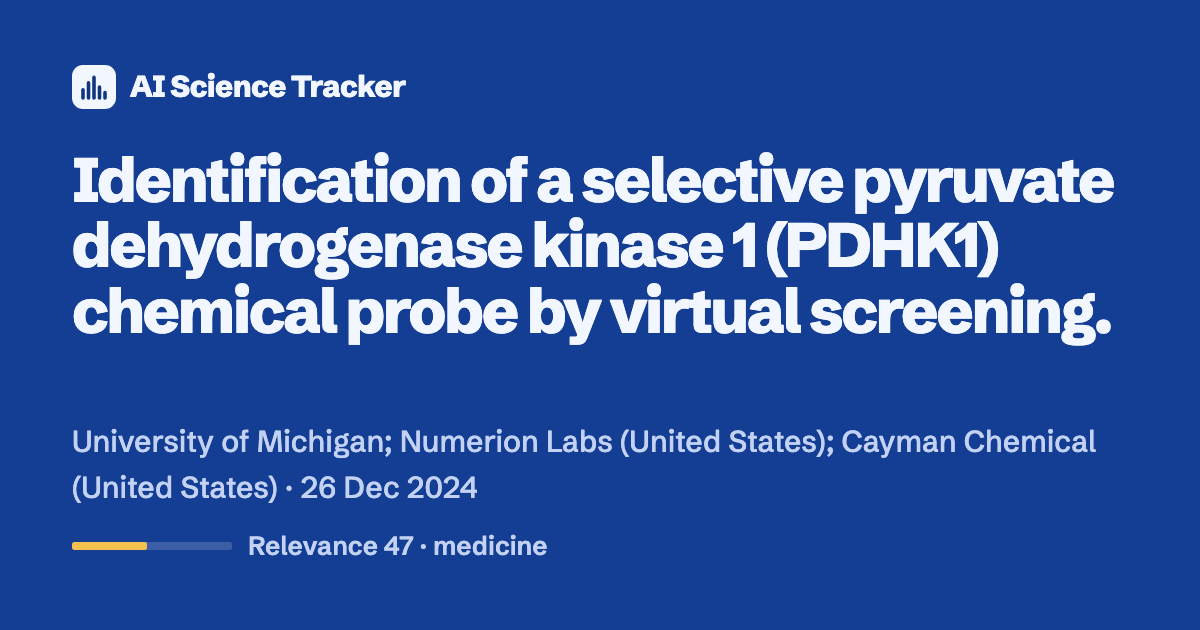 AI Science Tracker
Identification of a selective pyruvate
dehydrogenase kinase 1 (PDHK1)
chemical probe by virtual screening.
University of Michigan; Numerion Labs (United States); Cayman Chemical
(United States) · 26 Dec 2024
Relevance 47 · medicine